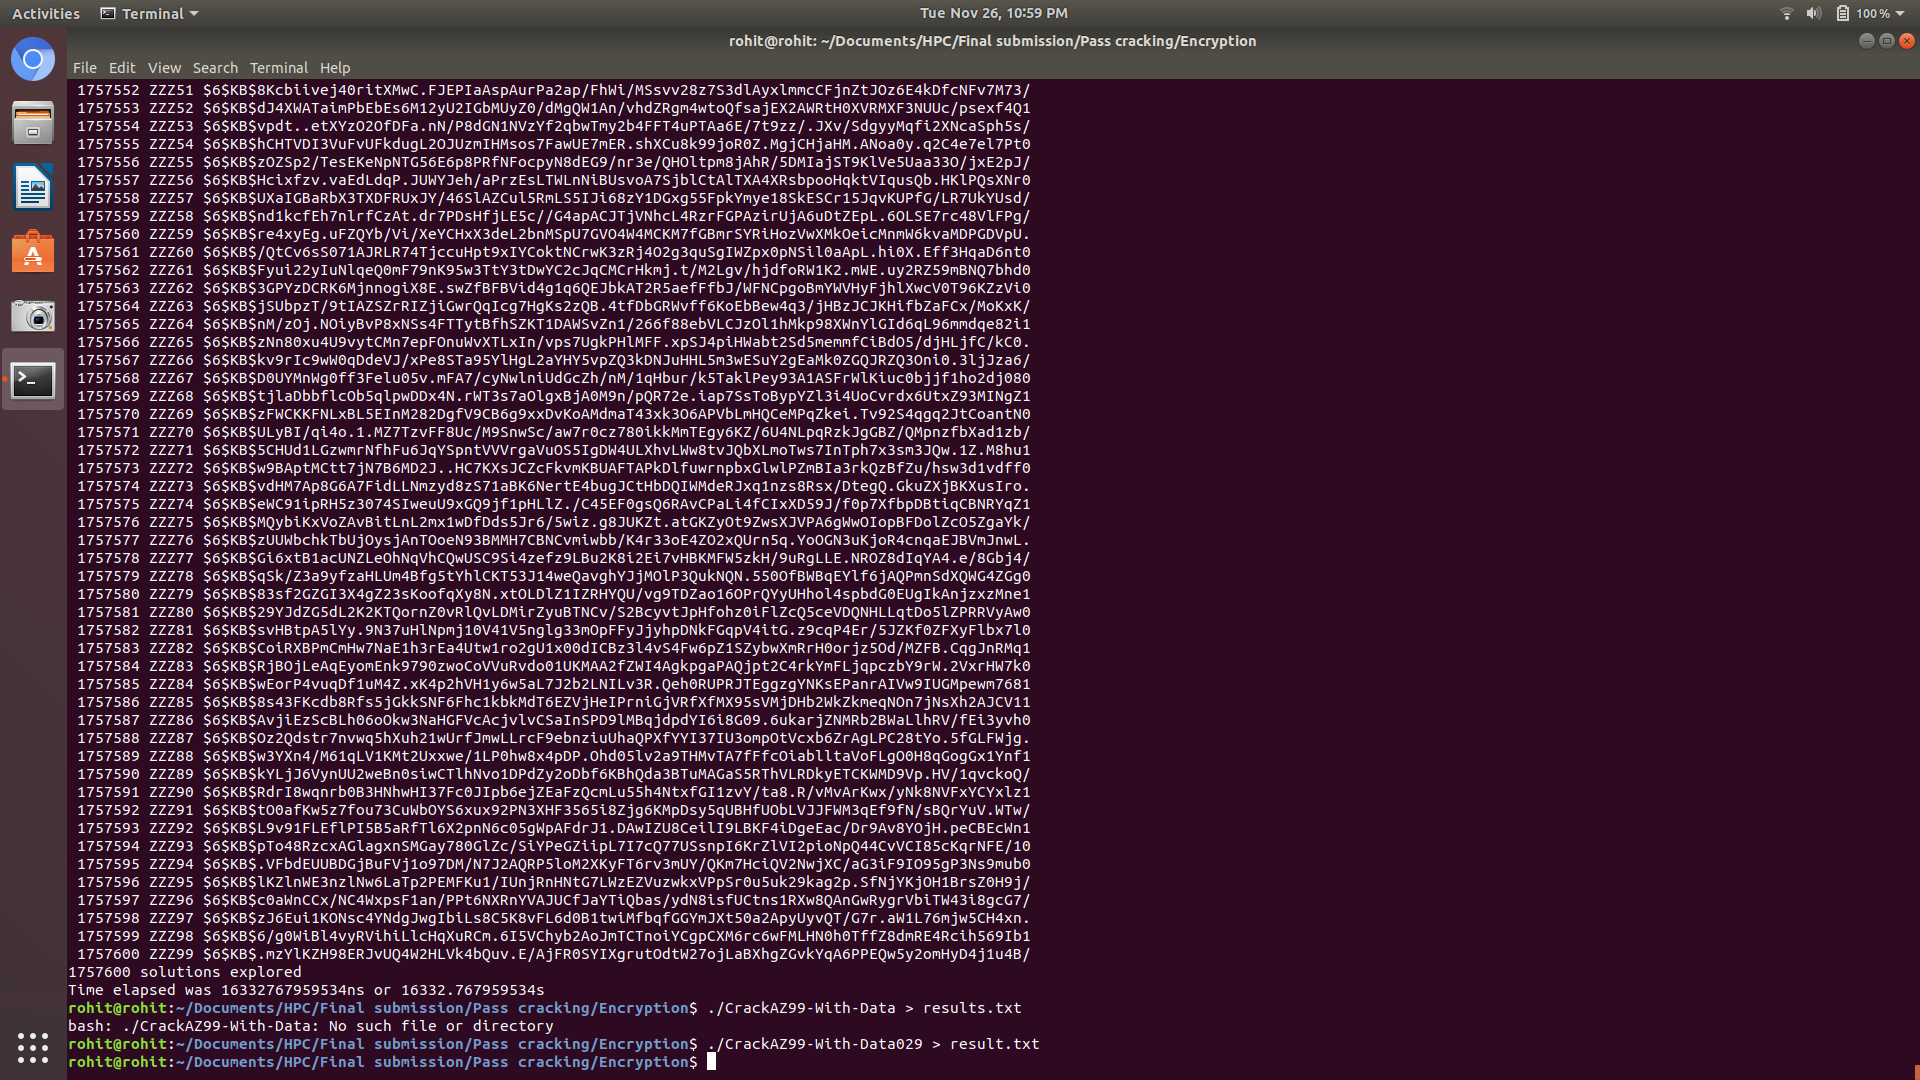 Activities
Terminal
Tue Nov 26, 10:59 PM
100 %
rohit@rohit: ~/Documents/HPC/Final submission/Pass cracking/Encryption
File Edit View Search Terminal Help
1757552 ZZZ51 $6$KB$8Kcbiivej40ritXMwC.FJEPIaAspAurPa2ap/FhWi/MSsvv28z7S3dlAyxlmmcCFjnZtJOz6E4kDfcNFv7M73/
1757553 ZZZ52 $6$KB$dJ4XWATaimPbEbEs6M12yU2IGbMUyZ0/dMgQW1An/vhdZRgm4wtoQfsajEX2AWRtH0XVRMXF3NUUc/psexf4Q1
1757554 ZZZ53 $6$KB$vpdt..etXYzO2OfDFa.nN/P8dGN1NVzYf2qbwTmy2b4FFT4uPTAa6E/7t9zz/.JXv/SdgyyMqfi2XNcaSph5s/
1757555 ZZZ54 $6$KB$hCHTVDI3VuFvUFkdugL2OJUzmIHMsos7FawUE7mER.shXCu8k99joR0Z.MgjCHjaHM.ANoa0y.q2C4e7el7Pt0
1757556 ZZZ55 $6$KB$zOZSp2/TesEKeNpNTG56E6p8PRfNFocpyN8dEG9/nr3e/QHOltpm8jAhR/5DMIajST9KlVe5Uaa33O/jxE2pJ/
1757557 ZZZ56 $6$KB$Hcixfzv.vaEdLdqP.JUWYJeh/aPrzEsLTWLnNiBUsvoA7SjblCtAlTXA4XRsbpooHqktVIqusQb.HKlPQsXNr0
1757558 ZZZ57 $6$KB$UXaIGBaRbX3TXDFRUxJY/46SlAZCul5RmLS5IJi68zY1DGxg55FpkYmye18SkESCr15JqvKUPfG/LR7UkYUsd/
1757559 ZZZ58 $6$KB$nd1kcfEh7nlrfCzAt.dr7PDsHfjLE5c//G4apACJTjVNhcL4RzrFGPAzirUjA6uDtZEpL.6OLSE7rc48VlFPg/
1757560 ZZZ59 $6$KB$re4xyEg.uFZQYb/Vi/XeYCHxX3deL2bnMSpU7GVO4W4MCKM7fGBmrSYRiHozVwXMkOeicMnmW6kvaMDPGDVpU.
1757561 ZZZ60 $6$KB$/QtCv6sS071AJRLR74TjccuHpt9xIYCoktNCrwK3zRj4O2g3quSgIWZpx0pNSil0aApL.hi0X.Eff3HqaD6nt0
1757562 ZZZ61 $6$KB$Fyui22yIuNlqeQ0mF79nK95w3TtY3tDwYC2cJqCMCrHkmj.t/M2Lgv/hjdfoRW1K2.mWE.uy2RZ59mBNQ7bhd0
1757563 ZZZ62 $6$KB$3GPYzDCRK6MjnnogiX8E.swZfBFBVid4g1q6QEJbkAT2R5aefFfbJ/WFNCpgoBmYWVHyFjhlXwcV0T96KZzVi0
1757564 ZZZ63 $6$KB$jSUbpzT/9tIAZSZrRIZjiGwrQqIcg7HgKs2zQB.4tfDbGRWvff6KoEbBew4q3/jHBzJCJKHifbZaFCx/MoKxK/
1757565 ZZZ64 $6$KB$nM/zOj.NOiyBvP8xNSs4FTTytBfhSZKT1DAWSvZn1/266f88ebVLCJzOl1hMkp98XWnYlGId6qL96mmdqe82i1
1757566 ZZZ65 $6$KB$zNn80xu4U9vytCMn7epFOnuWvXTLxIn/vps7UgkPHlMFF.xpSJ4piHWabt2Sd5memmfCiBdO5/djHLjfC/kC0.
1757567 ZZZ66 $6$KB$kv9rIc9wW0qDdeVJ/xPe8STa95YlHgL2aYHY5vpZQ3kDNJuHHL5m3wESuY2gEaMk0ZGQJRZQ3Oni0.3ljJza6/
1757568 ZZZ67 $6$KB$D0UYMnWg0ff3Felu05v.mFA7/cyNwlniUdGcZh/nM/1qHbur/k5TaklPey93A1ASFrWlKiuc0bjjf1ho2dj080
1757569 ZZZ68 $6$KB$tjlaDbbflcOb5qlpwDDx4N.rWT3s7aOlgxBjA0M9n/pQR72e.iap7SsToBypYZl3i4UoCvrdx6UtxZ93MINgZ1
1757570 ZZZ69 $6$KB$zFWCKKFNLxBL5EInM282DgfV9CB6g9xxDvKoAMdmaT43xk3O6APVbLmHQCeMPqZkei.Tv92S4qgq2JtCoantN0
1757571 ZZZ70 $6$KB$ULyBI/qi4o.1.MZ7TzvFF8Uc/M9SnwSc/aw7r0cz780ikkMmTEgy6KZ/6U4NLpqRzkJgGBZ/QMpnzfbXad1zb/
1757572 ZZZ71 $6$KB$5CHUd1LGzwmrNfhFu6JqYSpntVVVrgaVuOS5IgDW4ULXhvLWw8tvJQbXLmoTws7InTph7x3sm3JQw.1Z.M8hu1
1757573 ZZZ72 $6$KB$w9BAptMCtt7jN7B6MD2J..HC7KXsJCZcFkvmKBUAFTAPkDlfuwrnpbxGlwlPZmBIa3rkQzBfZu/hsw3d1vdff0
1757574 ZZZ73 $6$KB$vdHM7Ap8G6A7FidLLNmzyd8zS71aBK6NertE4bugJCtHbDQIWMdeRJxq1nzs8Rsx/DtegQ.GkuZXjBKXusIro.
1757575 ZZZ74 $6$KB$eWC91ipRH5z3074SIweuU9xGQ9jf1pHLlZ./C45EF0gsQ6RAvCPaLi4fCIxXD59J/f0p7XfbpDBtiqCBNRYqZ1
1757576 ZZZ75 $6$KB$MQybiKxVoZAvBitLnL2mx1wDfDds5Jr6/5wiz.g8JUKZt.atGKZyOt9ZwsXJVPA6gWwOIopBFDolZcO5ZgaYk/
1757577 ZZZ76 $6$KB$zUUWbchkTbUjOysjAnTOoeN93BMMH7CBNCvmiwbb/K4r33oE4ZO2xQUrn5q.YoOGN3uKjoR4cnqaEJBVmJnwL.
1757578 ZZZ77 $6$KB$Gi6xtB1acUNZLeOhNqVhCQwUSC9Si4zefz9LBu2K8i2Ei7vHBKMFW5zkH/9uRgLLE.NROZ8dIqYA4.e/8Gbj4/
1757579 ZZZ78 $6$KB$qSk/Z3a9yfzaHLUm4Bfg5tYhlCKT53J14weQavghYJjMOlP3QukNQN.550OfBWBqEYlf6jAQPmnSdXQWG4ZGg0
1757580 ZZZ79 $6$KB$83sf2GZGI3X4gZ23sKoofqXy8N.xtOLDlZ1IZRHYQU/vg9TDZao16OPrQYyUHhol4spbdG0EUgIkAnjzxzMne1
1757581 ZZZ80 $6$KB$29YJdZG5dL2K2KTQornZ0vRlQvLDMirZyuBTNCv/S2BcyvtJpHfohz0iFlZcQ5ceVDQNHLLqtDo5lZPRRVyAw0
1757582 ZZZ81 $6$KB$svHBtpA5lYy.9N37uHlNpmj10V41V5nglg33mOpFFyJjyhpDNkFGqpV4itG.z9cqP4Er/5JZKf0ZFXyFlbx7l0
1757583 ZZZ82 $6$KB$CoiRXBPmCmHw7NaE1h3rEa4Utw1ro2gU1x00dICBz3l4vS4Fw6pZ1SZybwXmRrH0orjz5Od/MZFB.CqgJnRMq1
1757584 ZZZ83 $6$KB$RjBOjLeAqEyomEnk9790zwoCoVVuRvdo01UKMAA2fZWI4AgkpgaPAQjpt2C4rkYmFLjqpczbY9rW.2VxrHW7k0
1757585 ZZZ84 $6$KB$wEorP4vuqDf1uM4Z.xK4p2hVH1y6w5aL7J2b2LNILv3R.Qeh0RUPRJTEggzgYNKsEPanrAIVw9IUGMpewm7681
1757586 ZZZ85 $6$KB$8s43FKcdb8Rfs5jGkkSNF6Fhc1kbkMdT6EZVjHeIPrniGjVRfXfMX95sVMjDHb2WkZkmeqNOn7jNsXh2AJCV11
1757587 ZZZ86 $6$KB$AvjiEzScBLh06oOkw3NaHGFVcAcjvlvCSaInSPD9lMBqjdpdYI6i8G09.6ukarjZNMRb2BWaLlhRV/fEi3yvh0
1757588 ZZZ87 $6$KB$Oz2Qdstr7nvwq5hXuh21wUrfJmwLLrcF9ebnziuUhaQPXfYYI37IU3ompOtVcxb6ZrAgLPC28tYo.5fGLFWjg.
1757589 ZZZ88 $6$KB$w3YXn4/M61qLV1KMt2Uxxwe/1LP0hw8x4pDP.Ohd05lv2a9THMvTA7fFfcOiablltaVoFLgO0H8qGogGx1Ynf1
1757590 ZZZ89 $6$KB$kYLjJ6VynUU2weBn0siwCTlhNvo1DPdZy2oDbf6KBhQda3BTuMAGaS5RThVLRDkyETCKWMD9Vp.HV/1qvckoQ/
1757591 ZZZ90 $6$KB$RdrI8wqnrb0B3HNhwHI37Fc0JIpb6ejZEaFzQcmLu55h4NtxfGI1zvY/ta8.R/vMvArKwx/yNk8NVFxYCYxlz1
1757592 ZZZ91 $6$KB$tO0afKw5z7fou73CuWbOYS6xux92PN3XHF3565i8Zjg6KMpDsy5qUBHfUObLVJJFWM3qEf9fN/sBQrYuV.WTw/
1757593 ZZZ92 $6$KB$L9v91FLEflPI5B5aRfTl6X2pnN6c05gWpAFdrJ1.DAwIZU8CeilI9LBKF4iDgeEac/Dr9Av8YOjH.peCBEcWn1
1757594 ZZZ93 $6$KB$pTo48RzcxAGlagxnSMGay780GlZc/SiYPeGZiipL7I7cQ77USsnpI6KrZlVI2pioNpQ44CvVCI85cKqrNFE/10
1757595 ZZZ94 $6$KB$.VFbdEUUBDGjBuFVj1o97DM/N7J2AQRP5loM2XKyFT6rv3mUY/QKm7HciQV2NwjXC/aG3iF9IO95gP3Ns9mub0
1757596 ZZZ95 $6$KB$lKZlnWE3nzlNw6LaTp2PEMFKu1/IUnjRnHNtG7LWzEZVuzwkxVPpSr0u5uk29kag2p.SfNjYKjOH1BrsZ0H9j/
1757597 ZZZ96 $6$KB$c0aWnCCx/NC4WxpsF1an/PPt6NXRnYVAJUCfJaYTiQbas/ydN8isfUCtns1RXw8QAnGwRygrVbiTW43i8gcG7/
1757598 ZZZ97 $6$KB$zJ6Eui1KONsc4YNdgJwgIbiLs8C5K8vFL6d0B1twiMfbqfGGYmJXt50a2ApyUyvQT/G7r.aW1L76mjw5CH4xn.
1757599 ZZZ98 $6$KB$6/g0WiBl4vyRVihiLlcHqXuRCm.6I5VChyb2AoJmTCTnoiYCgpCXM6rc6wFMLHN0h0TffZ8dmRE4Rcih569Ib1
1757600 ZZZ99 $6$KB$.mzYlKZH98ERJvUQ4W2HLVk4bQuv.E/AjFR0SYIXgrutOdtW27ojLaBXhgZGvkYqA6PPEQw5y2omHyD4j1u4B/
1757600 solutions explored
Time elapsed was 16332767959534ns or 16332.767959534s
rohit@rohit:~/Documents/HPC/Final submission/Pass cracking/Encryption$ ./CrackAZ99-With-Data > results.txt
bash: ./CrackAZ99-With-Data: No such file or directory
rohit@rohit:~/Documents/HPC/Final submission/Pass cracking/Encryption$ ./CrackAZ99-With-Data029 > result.txt
rohit@rohit:~/Documents/HPC/Final submission/Pass cracking/Encryption$